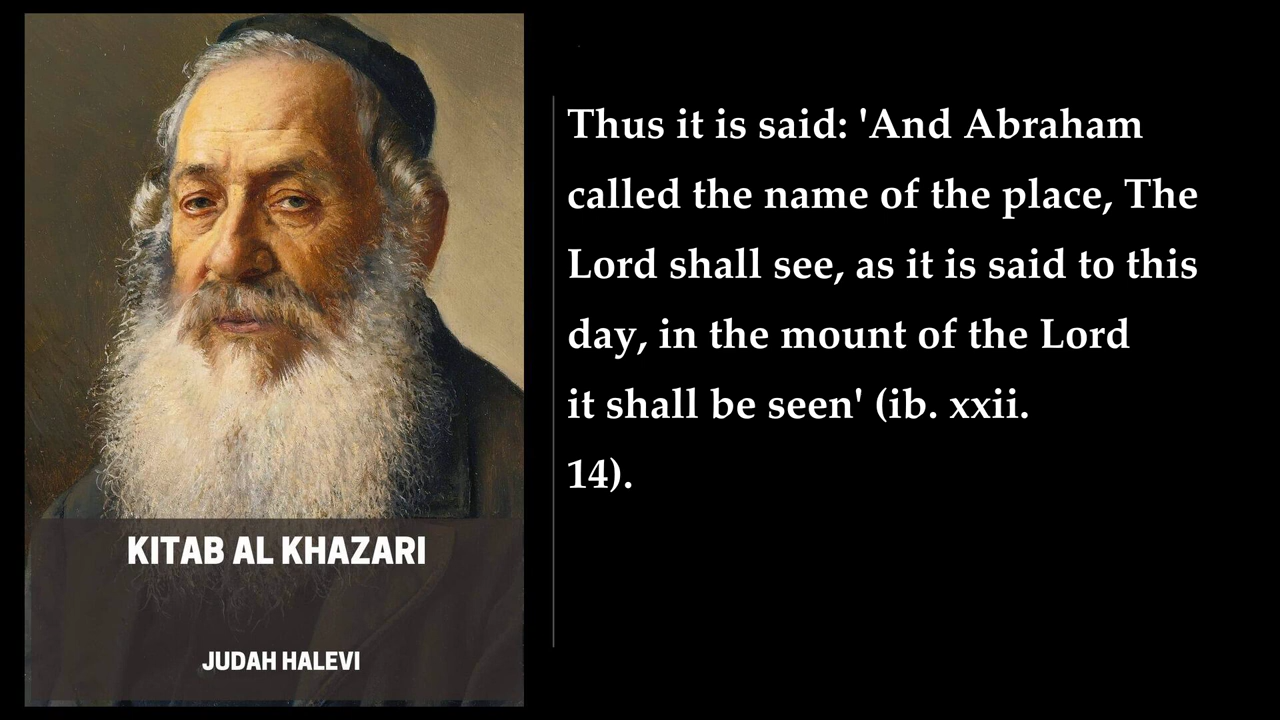 KITAB AL KHAZARI
JUDAH HALEVI
Thus it is said: 'And Abraham
called the name of the place, The
Lord shall see, as it is said to this
day, in the mount of the Lord
it shall be seen' (ib. xxii.
14).